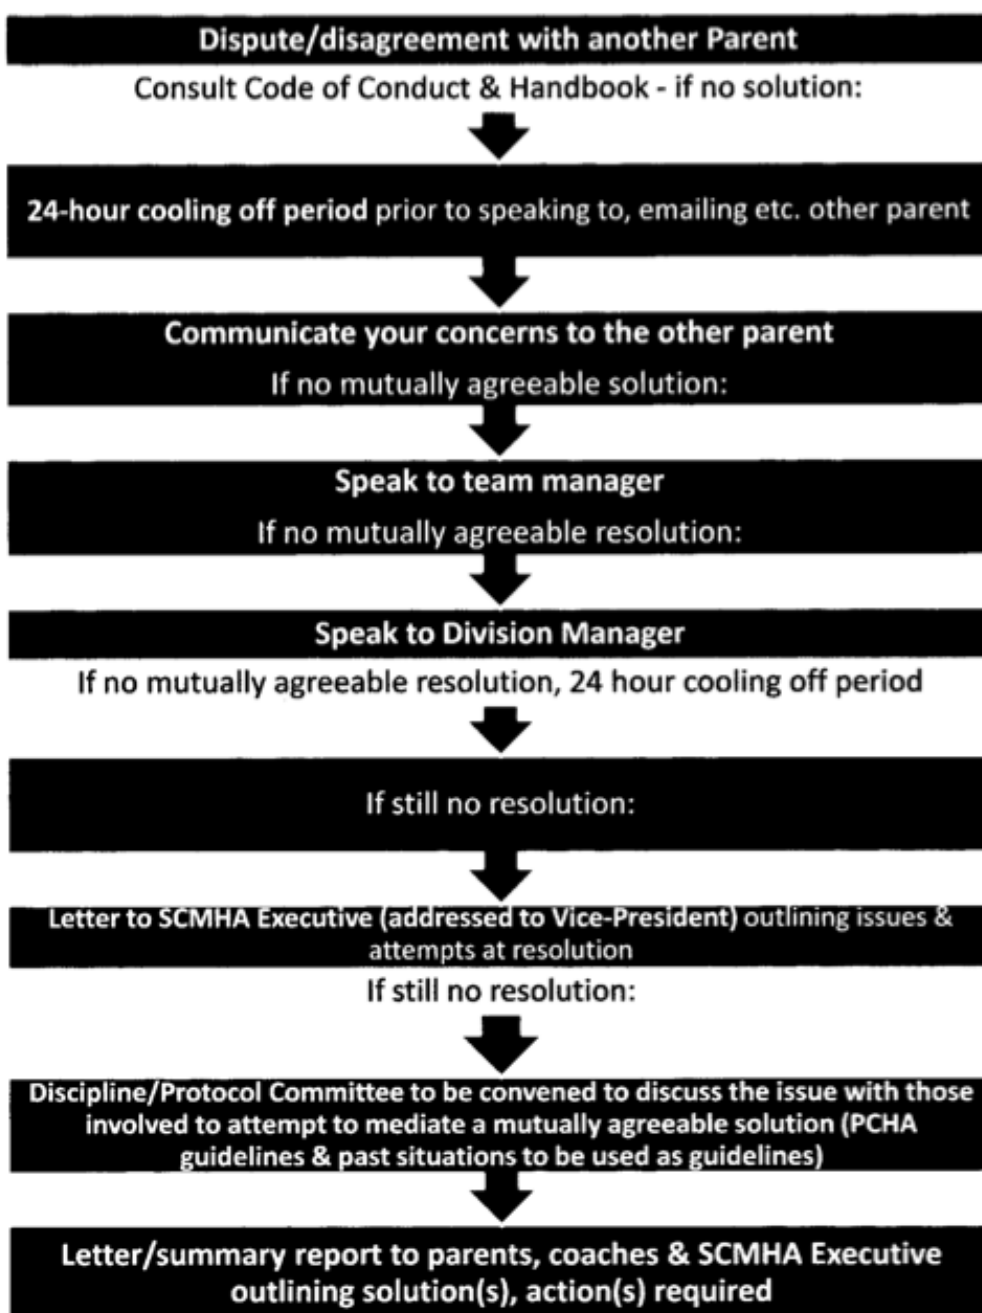 Dispute/disagreement with another Parent
Consult Code of Conduct & Handbook - if no solution:
24-hour cooling off period prior to speaking to, emailing etc. other parent
Communicate your concerns to the other parent
If no mutually agreeable solution:
Speak to team manager
If no mutually agreeable resolution:
Speak to Division Manager
If no mutually agreeable resolution, 24 hour cooling off period
If still no resolution:
Letter to SCMHA Executive (addressed to Vice-President) outlining issues &
attempts at resolution
If still no resolution:
Discipline/Protocol Committee to be convened to discuss the issue with those
involved to attempt to mediate a mutually agreeable solution (PCHA
guidelines & past situations to be used as guidelines)
Letter/summary report to parents, coaches & SCMHA Executive
outlining solution(s), action(s) required